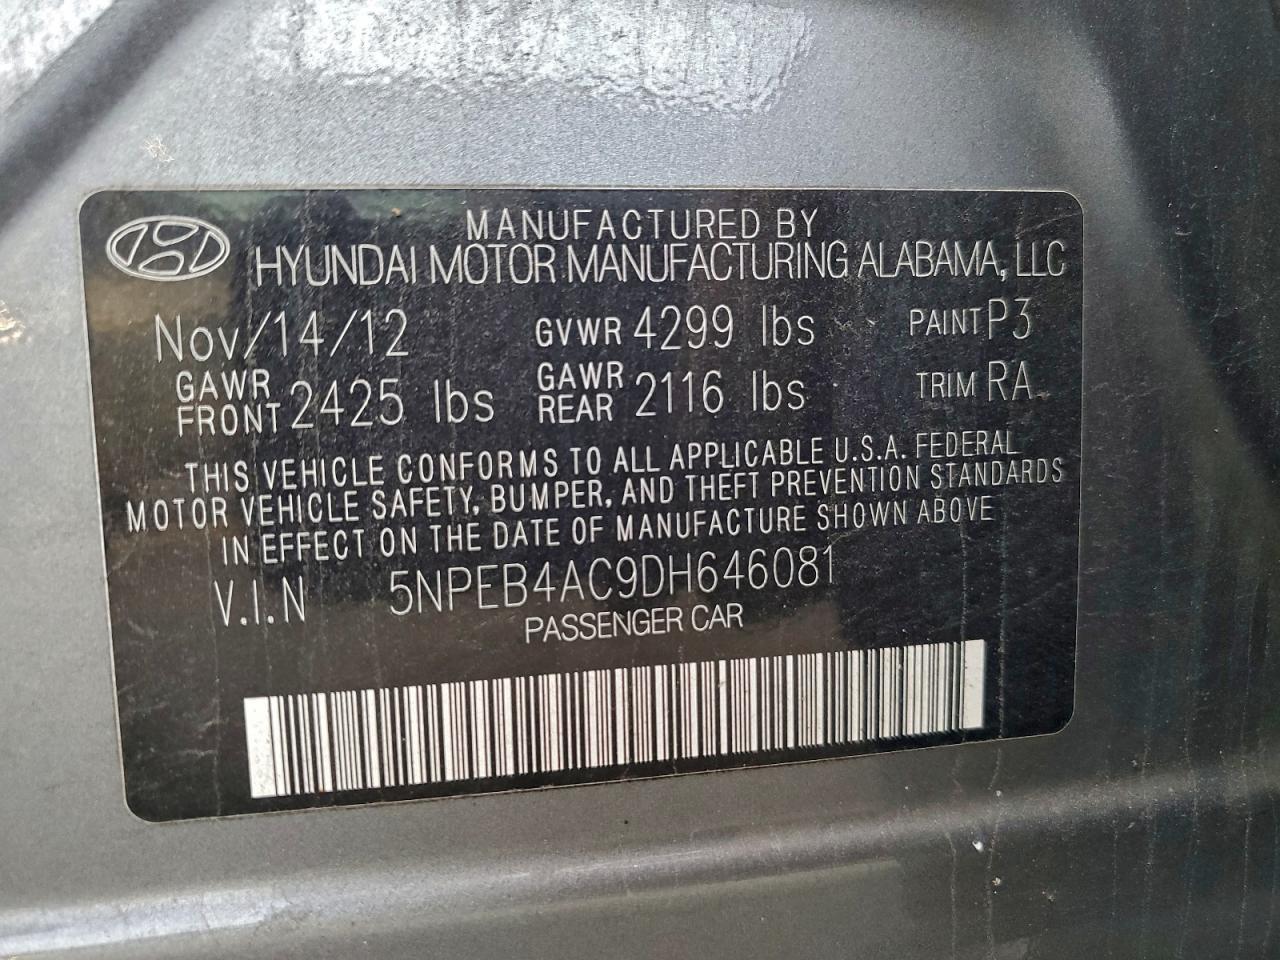 MANUFACTURED BY
HYUNDAI MOTOR MANUFACTURING ALABAMA, LLC
Nov/14/12 GVWR 4299 lbs PAINT P3
GAWR FRONT 2425 lbs GAWR REAR 2116 lbs TRIM RA
THIS VEHICLE CONFORMS TO ALL APPLICABLE U.S.A. FEDERAL
MOTOR VEHICLE SAFETY, BUMPER, AND THEFT PREVENTION STANDARDS
IN EFFECT ON THE DATE OF MANUFACTURE SHOWN ABOVE
V.I.N 5NPEB4AC9DH646081
PASSENGER CAR